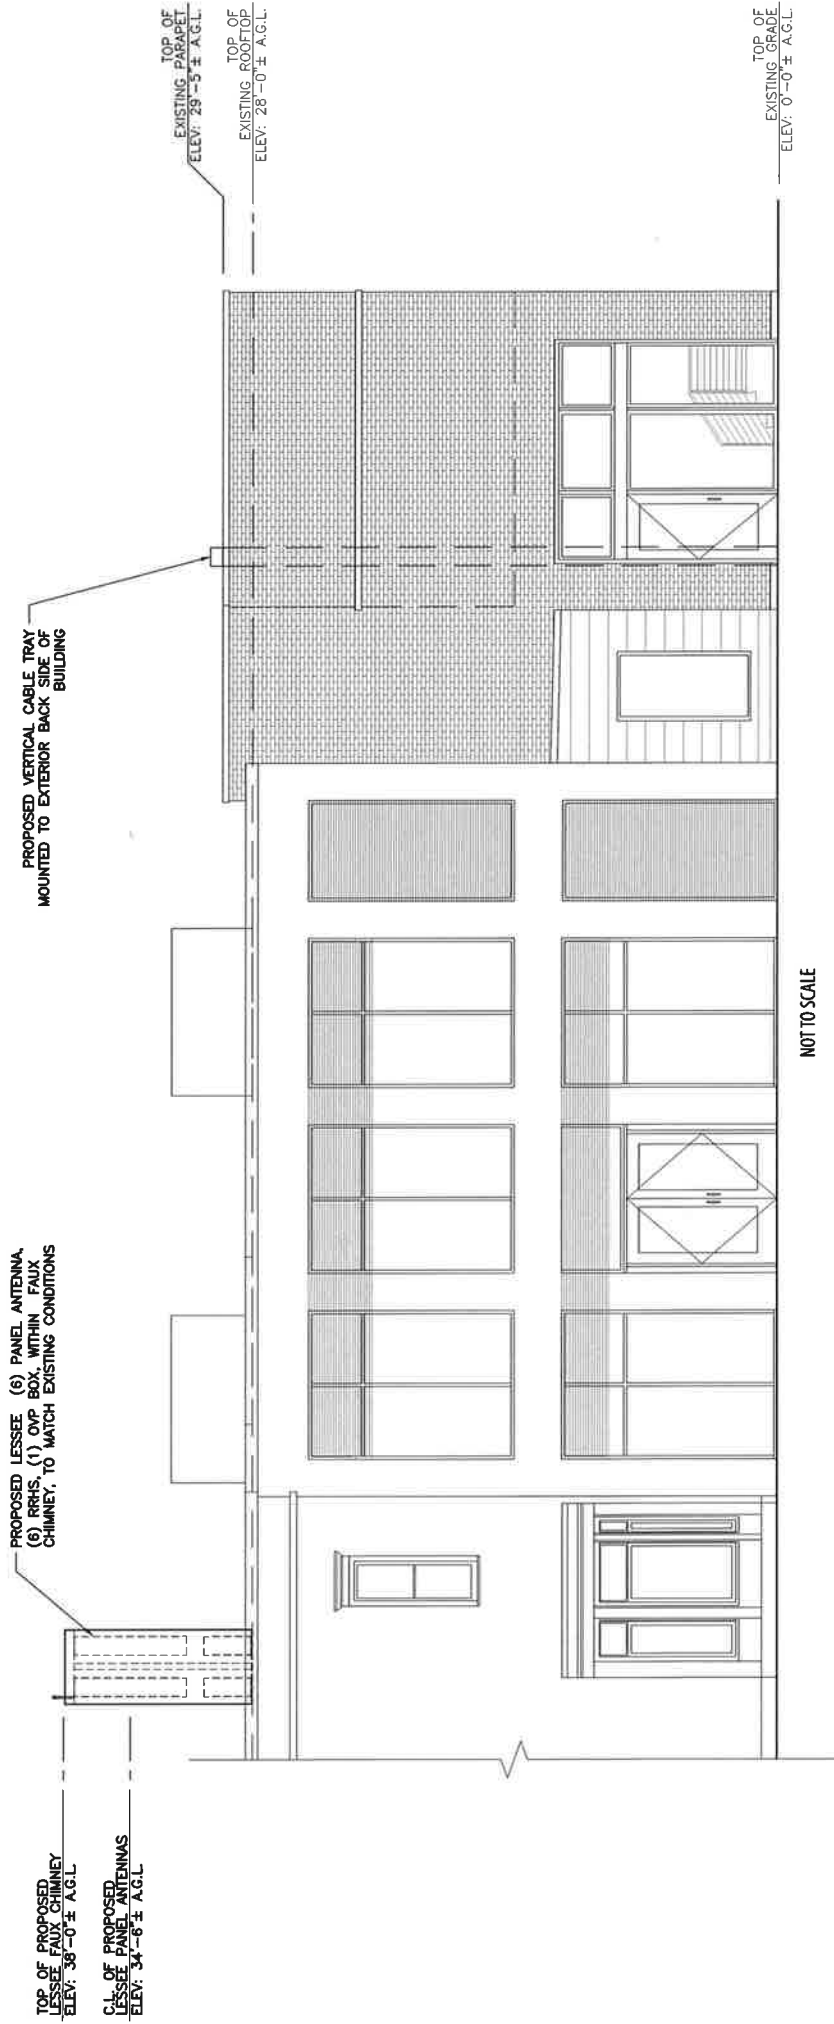 TOP OF PROPOSED
LESSEE FAUX CHIMNEY
ELEV: 38'-0"± A.G.L.
C.L. OF PROPOSED
LESSEE PANEL ANTENNAS
ELEV: 34'-6"± A.G.L.
PROPOSED LESSEE (6) PANEL ANTENNA,
(6) RRHS, (1) OVP BOX, WITHIN FAUX
CHIMNEY, TO MATCH EXISTING CONDITIONS
PROPOSED VERTICAL CABLE TRAY
MOUNTED TO EXTERIOR BACK SIDE OF
BUILDING
TOP OF
EXISTING PARAPET
ELEV: 29'-5"± A.G.L.
TOP OF
EXISTING ROOFTOP
ELEV: 28'-0"± A.G.L.
TOP OF
EXISTING GRADE
ELEV: 0'-0"± A.G.L.
NOT TO SCALE